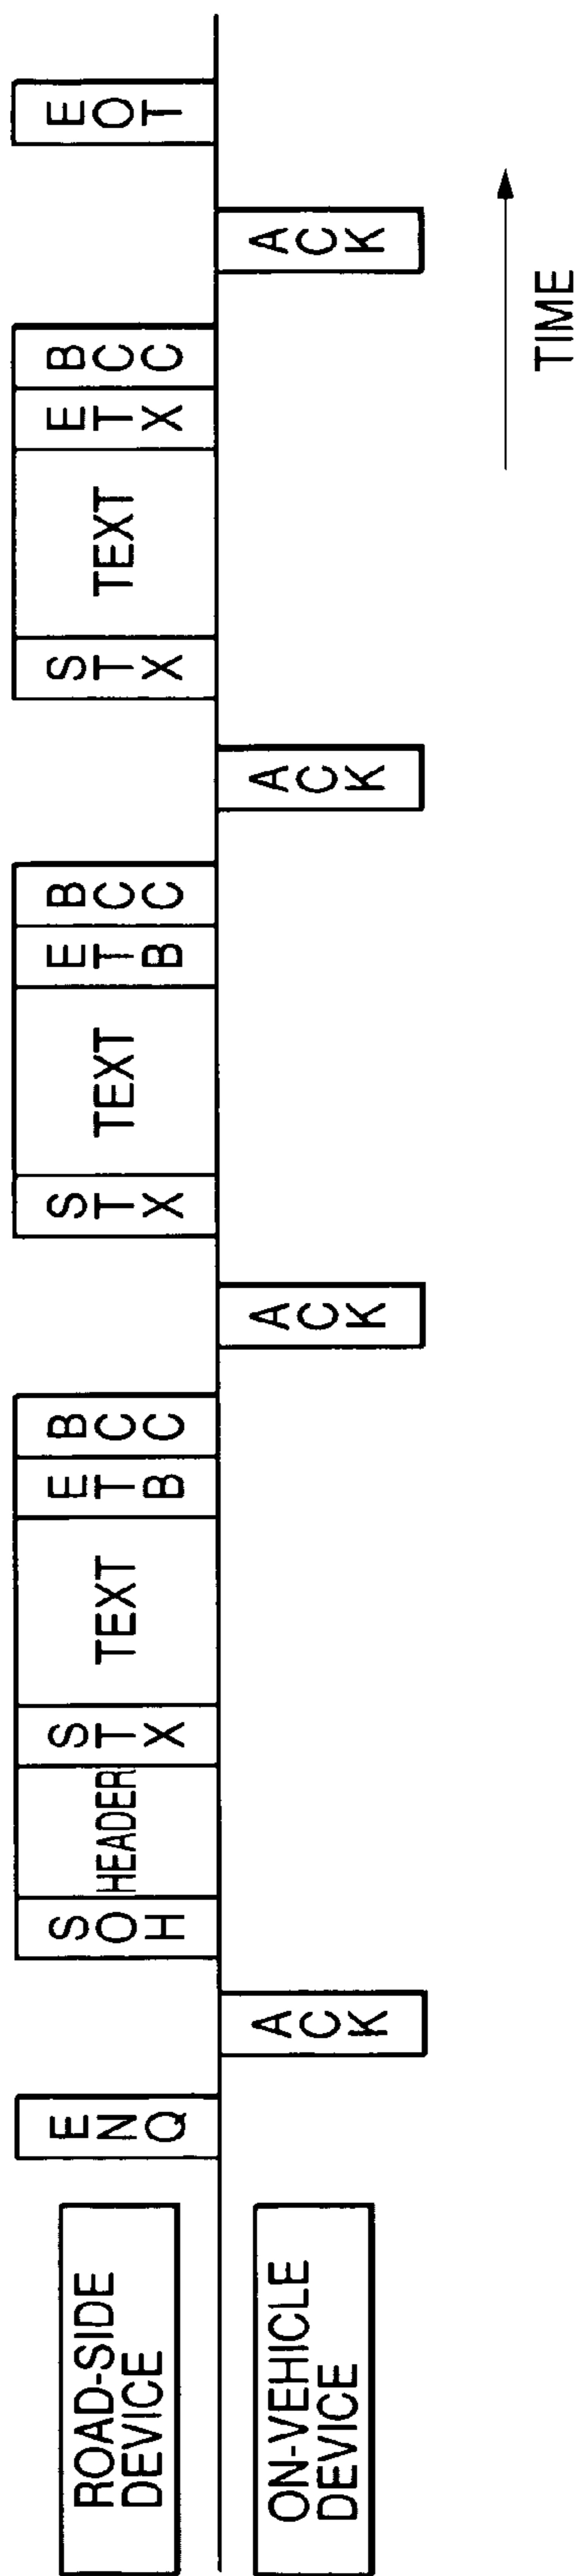 ROAD-SIDE
DEVICE
ENQ
SOH
HEADER
STX
TEXT
ETB
BCC
STX
TEXT
ETB
BCC
STX
TEXT
ETX
BCC
EOT
ON-VEHICLE
DEVICE
ACK
ACK
ACK
ACK
TIME